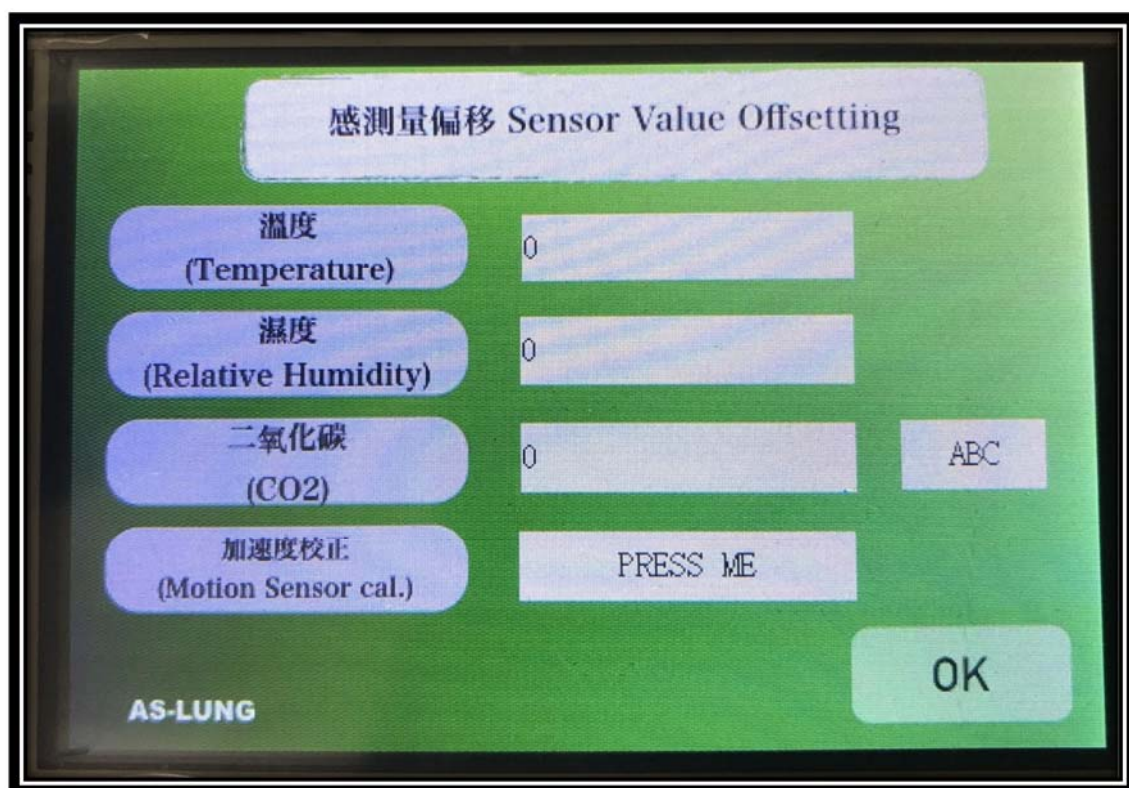 感測量偏移 Sensor Value Offsetting
溫度
(Temperature)
0
濕度
(Relative Humidity)
0
二氧化碳
(CO2)
0
ABC
加速度校正
(Motion Sensor cal.)
PRESS ME
OK
AS-LUNG